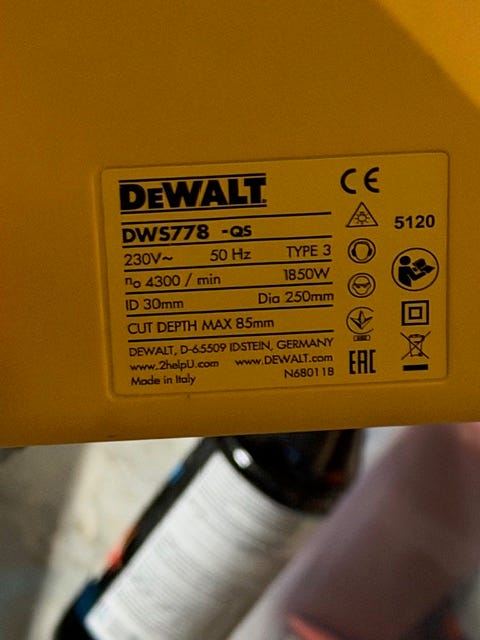 DEWALT
DWS778 -QS
230V~ 50 Hz TYPE 3
no 4300 / min 1850W
ID 30mm Dia 250mm
CUT DEPTH MAX 85mm
DEWALT, D-65509 IDSTEIN, GERMANY
www.2helpU.com www.DEWALT.com
Made in Italy N680118
CE
5120
EAC